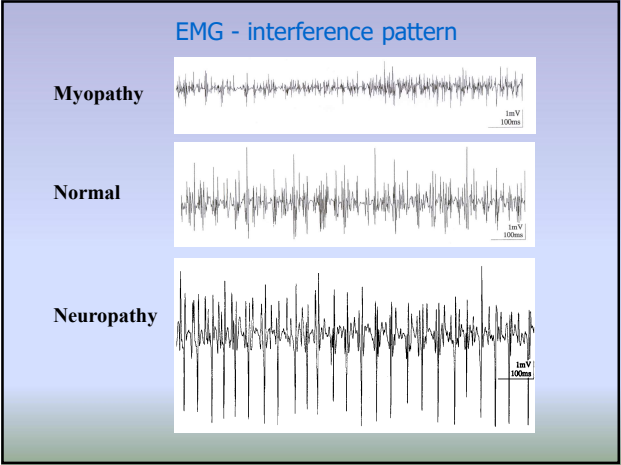 EMG - interference pattern
Myopathy
1mV
100ms
Normal
1mV
100ms
Neuropathy
1mV
100ms